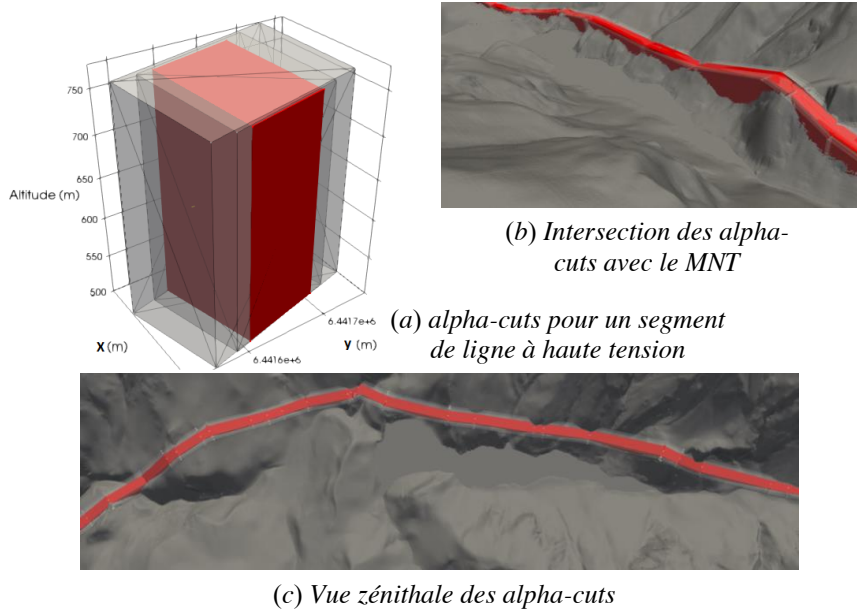 750
700
650
Altitude (m)
600
550
500
X (m)
6.4416e+6
Y (m)
6.4417e+6
(b) Intersection des alpha-
cuts avec le MNT
(a) alpha-cuts pour un segment
de ligne à haute tension
(c) Vue zénithale des alpha-cuts